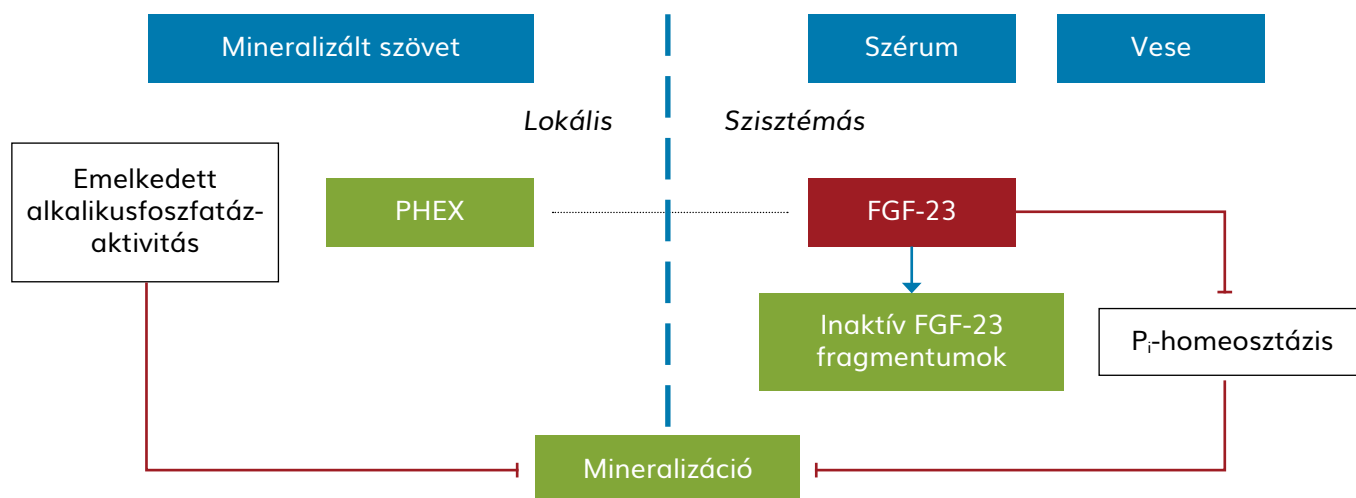 Mineralizált szövet
Szérum
Vese
Lokális
Szisztémás
Emelkedett
alkalikusfoszfatáz-
aktivitás
PHEX
FGF-23
Inaktív FGF-23
fragmentumok
Pᵢ-homeosztázis
Mineralizáció